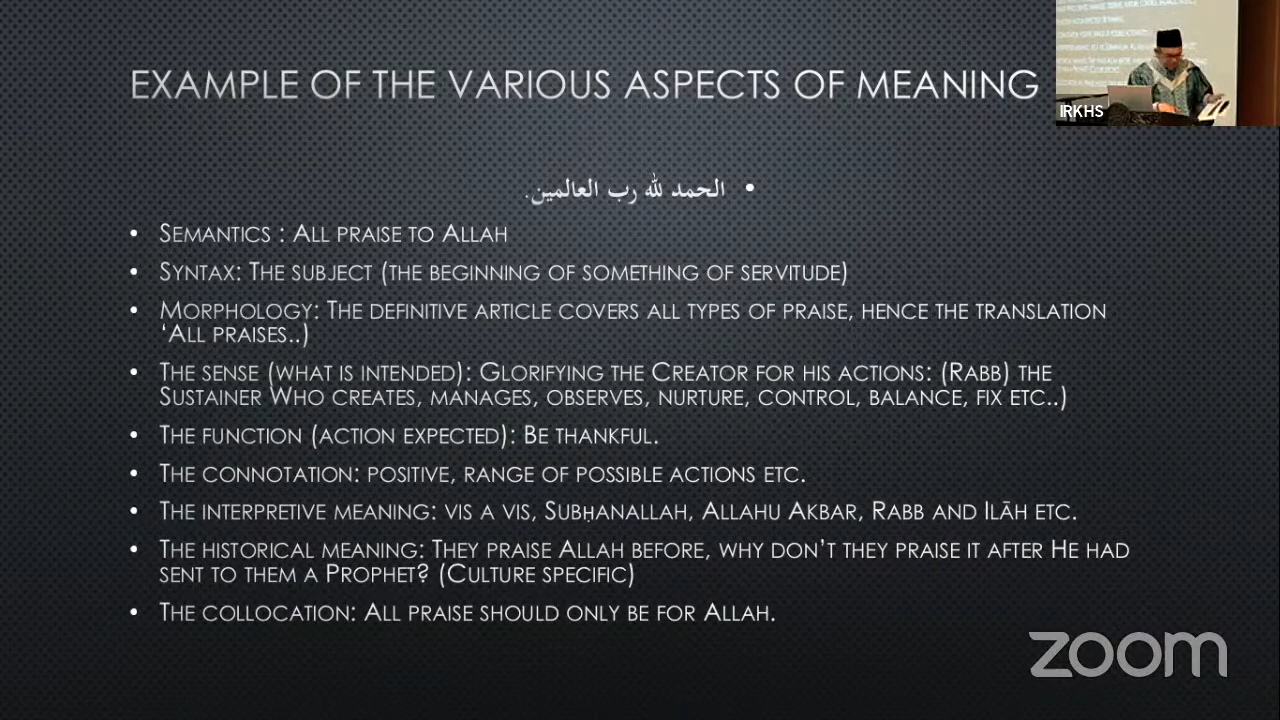 EXAMPLE OF THE VARIOUS ASPECTS OF MEANING
IRKHS
• الحمد لله رب العالمين.
• SEMANTICS : ALL PRAISE TO ALLAH
• SYNTAX: THE SUBJECT (THE BEGINNING OF SOMETHING OF SERVITUDE)
• MORPHOLOGY: THE DEFINITIVE ARTICLE COVERS ALL TYPES OF PRAISE, HENCE THE TRANSLATION
‘ALL PRAISES..)
• THE SENSE (WHAT IS INTENDED): GLORIFYING THE CREATOR FOR HIS ACTIONS: (RABB) THE
SUSTAINER WHO CREATES, MANAGES, OBSERVES, NURTURE, CONTROL, BALANCE, FIX ETC..)
• THE FUNCTION (ACTION EXPECTED): BE THANKFUL.
• THE CONNOTATION: POSITIVE, RANGE OF POSSIBLE ACTIONS ETC.
• THE INTERPRETIVE MEANING: VIS A VIS, SUBḤANALLAH, ALLAHU AKBAR, RABB AND ILĀH ETC.
• THE HISTORICAL MEANING: THEY PRAISE ALLAH BEFORE, WHY DON’T THEY PRAISE IT AFTER HE HAD
SENT TO THEM A PROPHET? (CULTURE SPECIFIC)
• THE COLLOCATION: ALL PRAISE SHOULD ONLY BE FOR ALLAH.
zoom